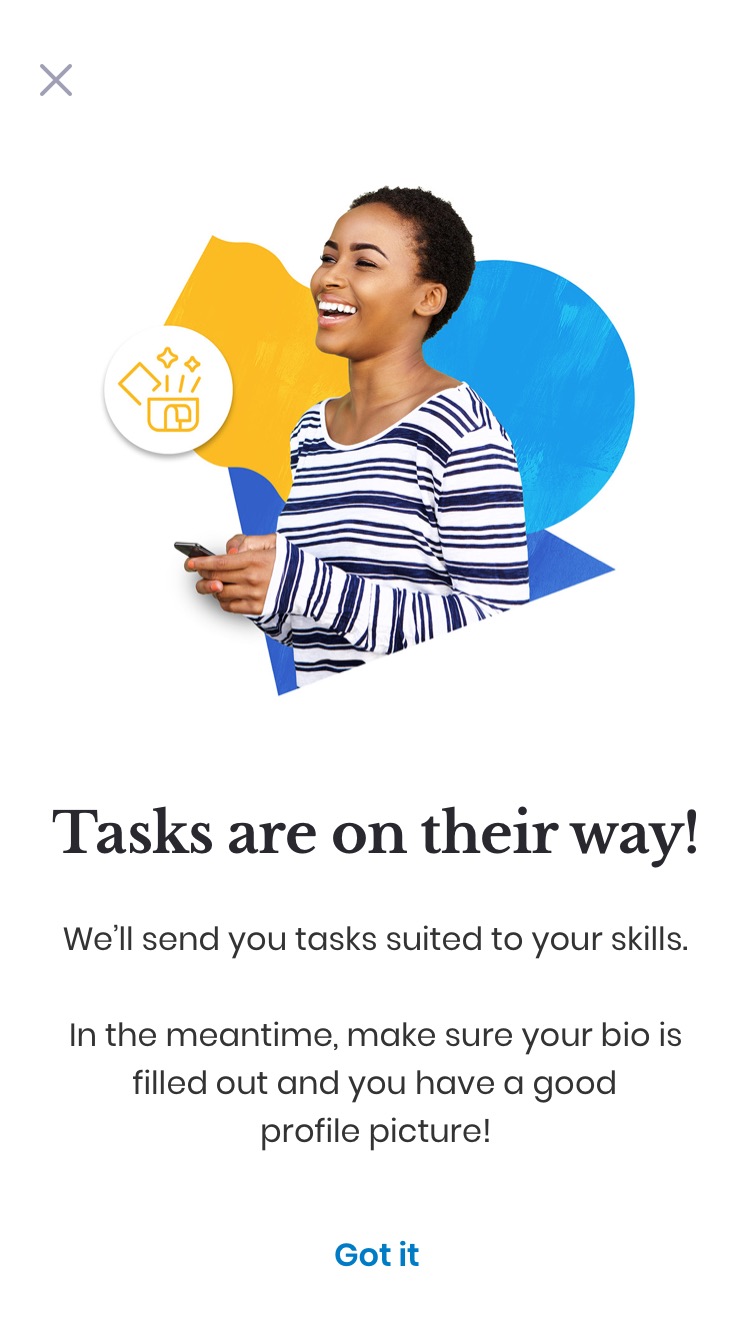 Tasks are on their way!
We’ll send you tasks suited to your skills.
In the meantime, make sure your bio is
filled out and you have a good
profile picture!
Got it